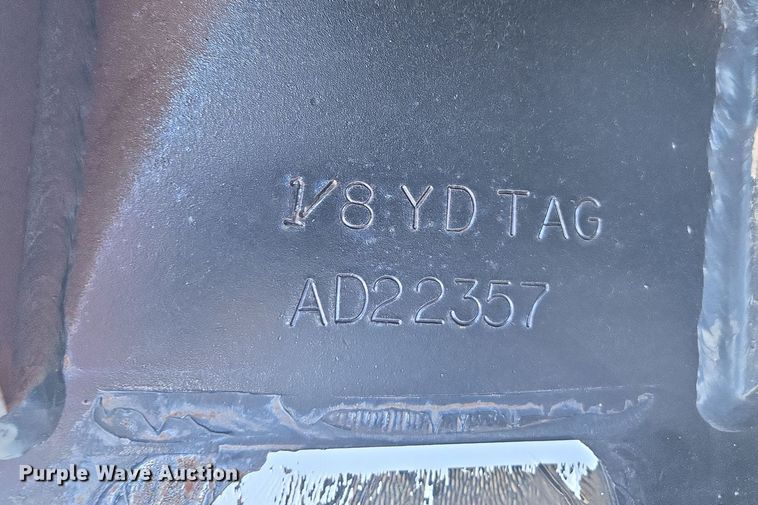 1/8 YD TAG
AD22357
Purple Wave Auction